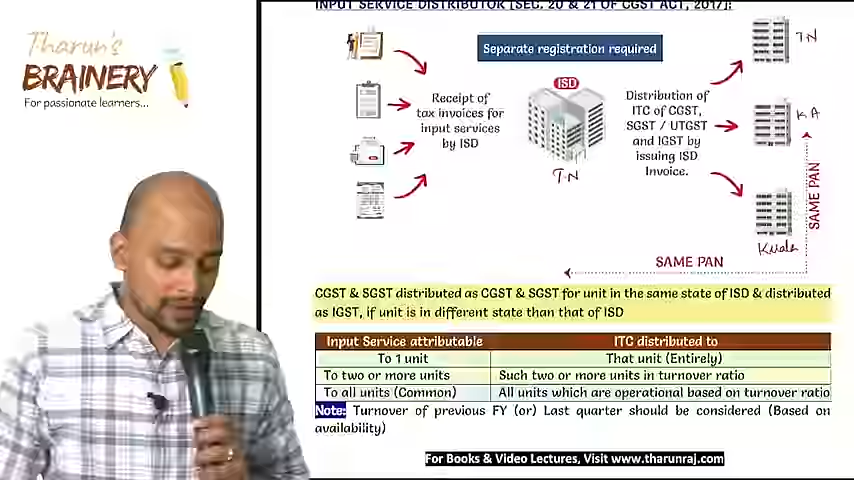 INPUT SERVICE DISTRIBUTOR [SEC. 20 & 21 OF CGST ACT, 2017]:
Tharun's
BRAINERY
For passionate learners...
Separate registration required
Receipt of
tax invoices for
input services
by ISD
ISD
TN
Distribution of
ITC of CGST,
SGST / UTGST
and IGST by
issuing ISD
Invoice.
TN
KA
Kerala
SAME PAN
SAME PAN
CGST & SGST distributed as CGST & SGST for unit in the same state of ISD & distributed
as IGST, if unit is in different state than that of ISD
Input Service attributable ITC distributed to
To 1 unit That unit (Entirely)
To two or more units Such two or more units in turnover ratio
To all units (Common) All units which are operational based on turnover ratio
Note: Turnover of previous FY (or) Last quarter should be considered (Based on
availability)
For Books & Video Lectures, Visit www.tharunraj.com